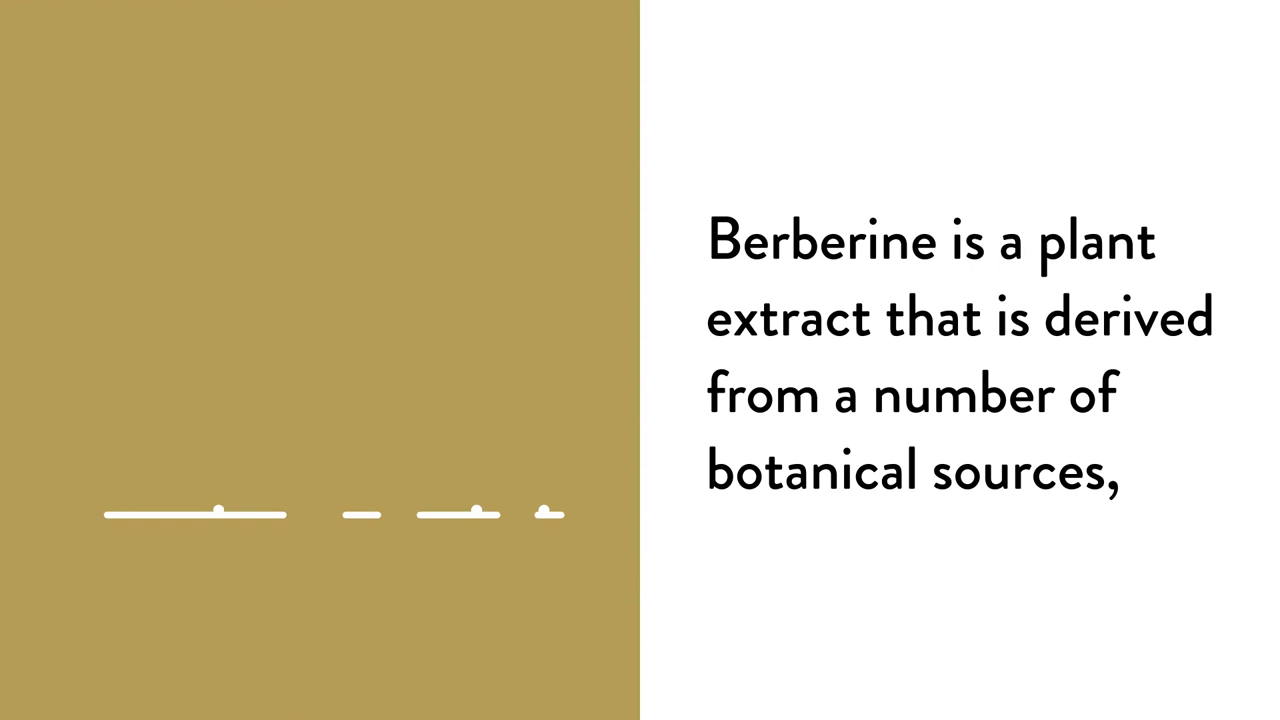 Berberine is a plant
extract that is derived
from a number of
botanical sources,